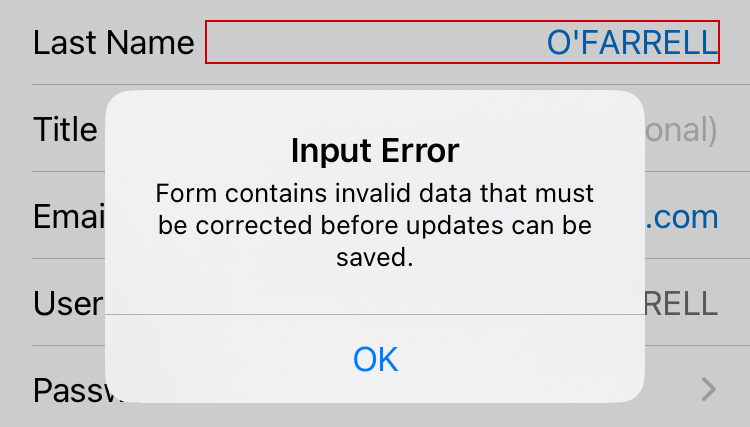 Last Name O'FARRELL
Title onal)
Input Error
Form contains invalid data that must
be corrected before updates can be
saved.
Emai .com
User RELL
OK
Passw